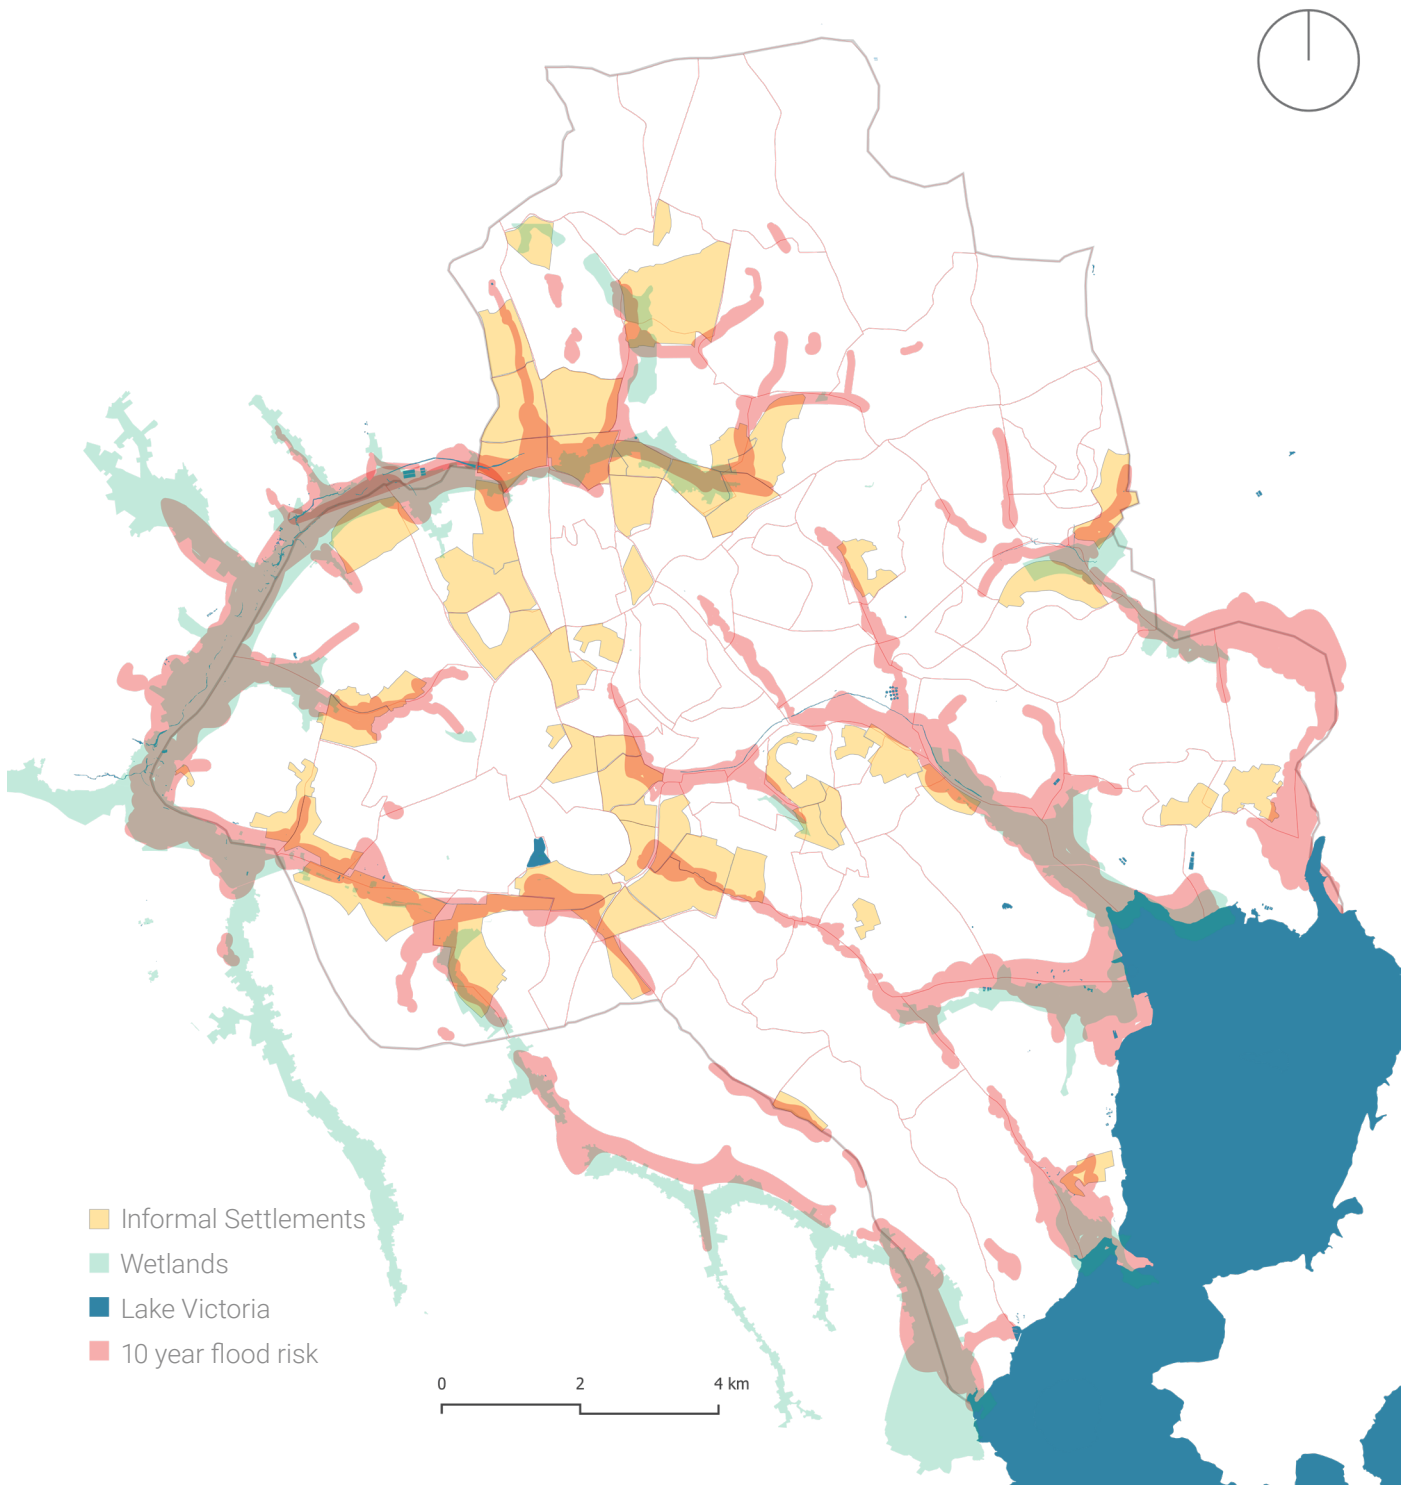 Informal Settlements
Wetlands
Lake Victoria
10 year flood risk
0 2 4 km